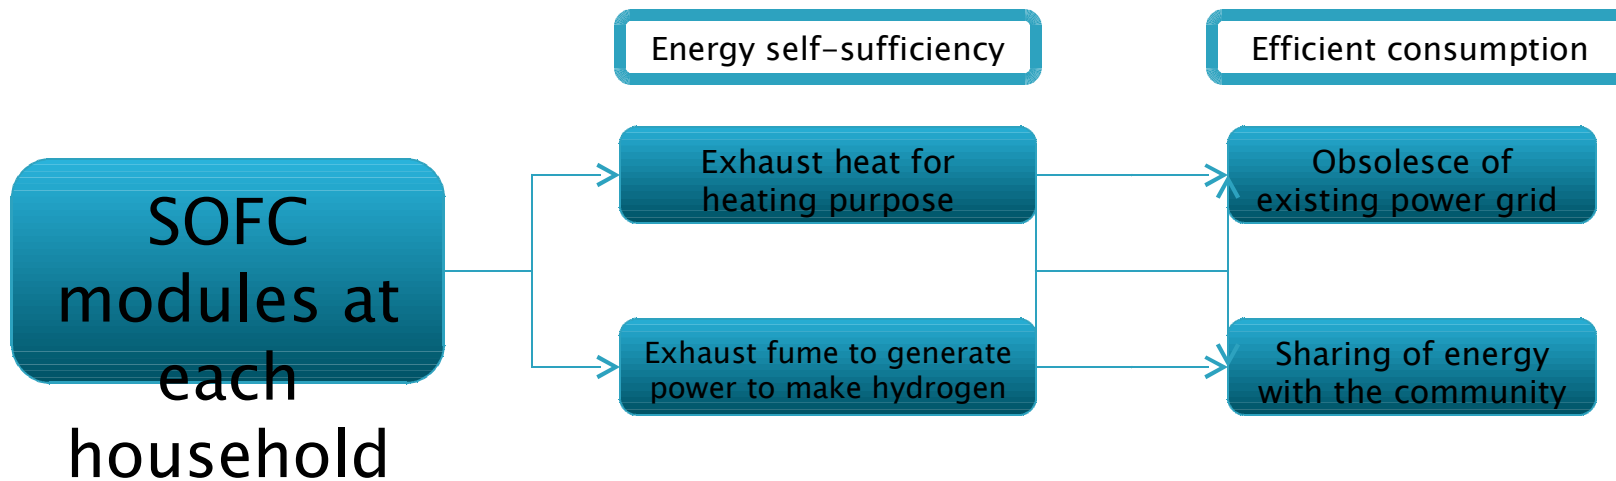 Energy self-sufficiency
Efficient consumption
SOFC
modules at
each
household
Exhaust heat for
heating purpose
Exhaust fume to generate
power to make hydrogen
Obsolesce of
existing power grid
Sharing of energy
with the community